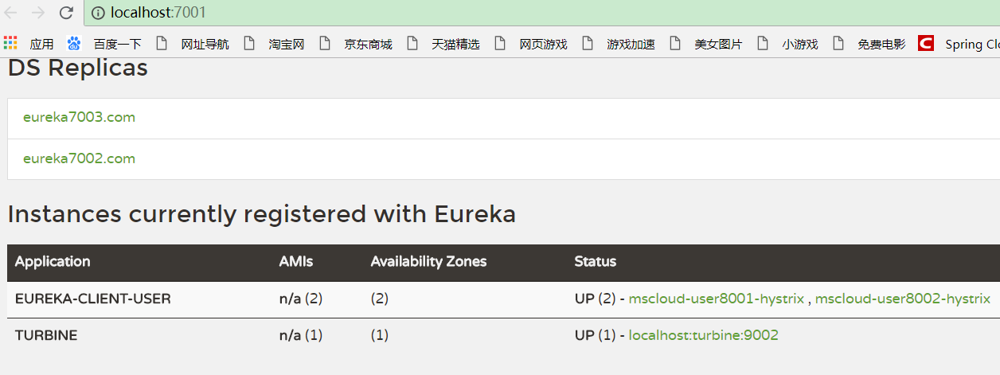 localhost:7001
应用 百度一下 网址导航 淘宝网 京东商城 天猫精选 网页游戏 游戏加速 美女图片 小游戏 免费电影 C Spring Clo
DS Replicas
eureka7003.com
eureka7002.com
Instances currently registered with Eureka
Application AMIs Availability Zones Status
EUREKA-CLIENT-USER n/a (2) (2) UP (2) - mscloud-user8001-hystrix , mscloud-user8002-hystrix
TURBINE n/a (1) (1) UP (1) - localhost:turbine:9002